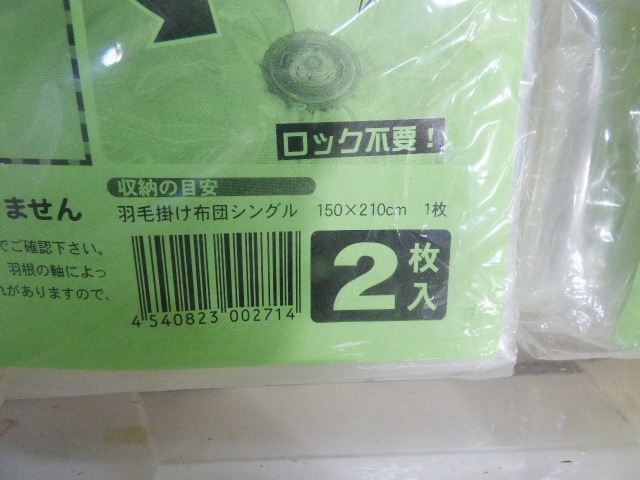 ロック不要!
収納の目安
羽毛掛け布団シングル 150×210cm 1枚
ません
でご確認下さい。
羽根の軸によっ
れがありますので、
2枚入
4 540823 002714